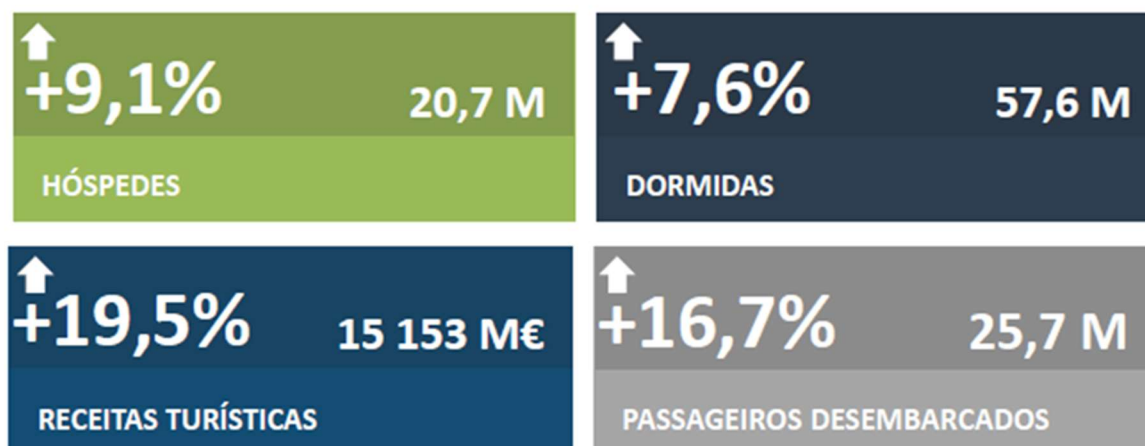 +9,1% 20,7 M
HÓSPEDES
+7,6% 57,6 M
DORMIDAS
+19,5% 15 153 M€
RECEITAS TURÍSTICAS
+16,7% 25,7 M
PASSAGEIROS DESEMBARCADOS